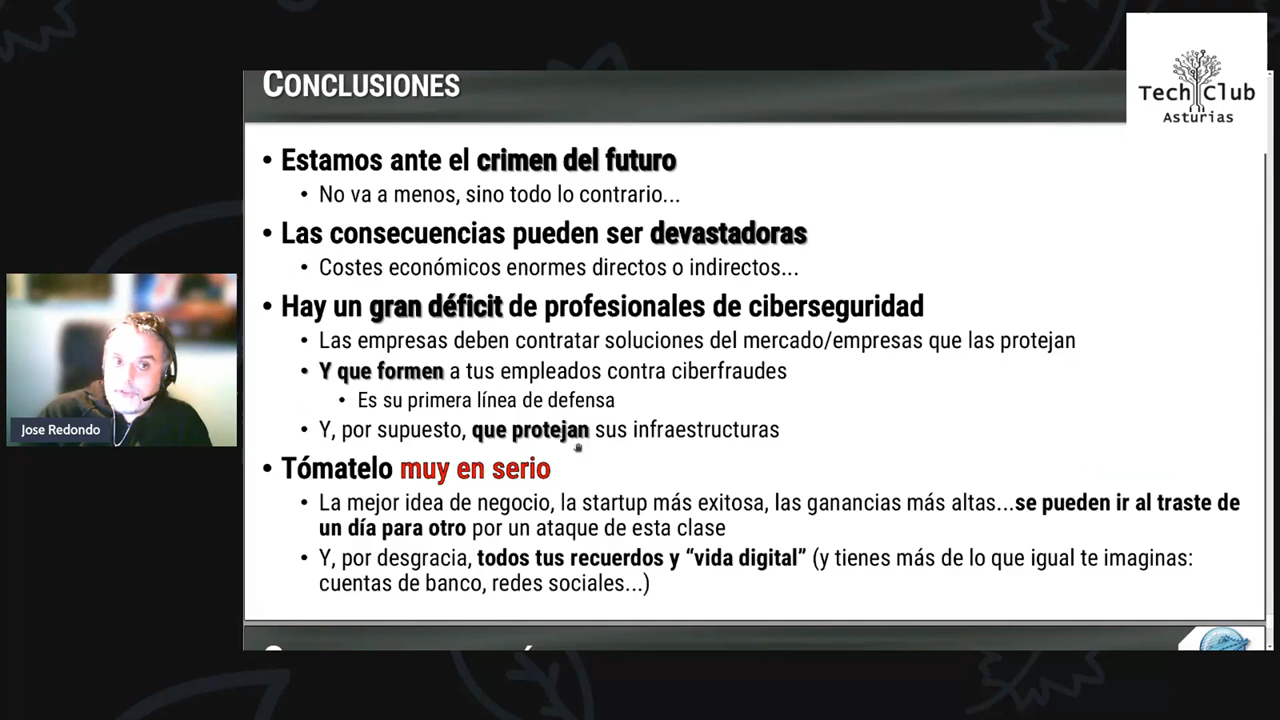 CONCLUSIONES
Tech Club
Asturias
• Estamos ante el crimen del futuro
• No va a menos, sino todo lo contrario...
• Las consecuencias pueden ser devastadoras
• Costes económicos enormes directos o indirectos...
• Hay un gran déficit de profesionales de ciberseguridad
• Las empresas deben contratar soluciones del mercado/empresas que las protejan
• Y que formen a tus empleados contra ciberfraudes
• Es su primera línea de defensa
• Y, por supuesto, que protejan sus infraestructuras
• Tómatelo muy en serio
• La mejor idea de negocio, la startup más exitosa, las ganancias más altas...se pueden ir al traste de
un día para otro por un ataque de esta clase
• Y, por desgracia, todos tus recuerdos y “vida digital” (y tienes más de lo que igual te imaginas:
cuentas de banco, redes sociales...)
Jose Redondo